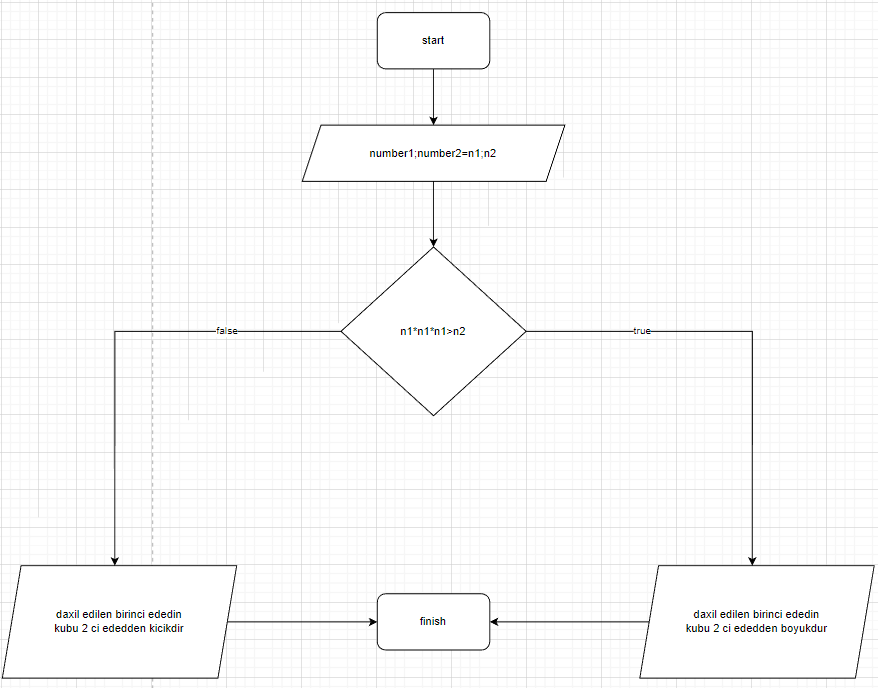 start
number1;number2=n1;n2
n1*n1*n1>n2
false
true
daxil edilen birinci ededin
kubu 2 ci ededden kicikdir
finish
daxil edilen birinci ededin
kubu 2 ci ededden boyukdur